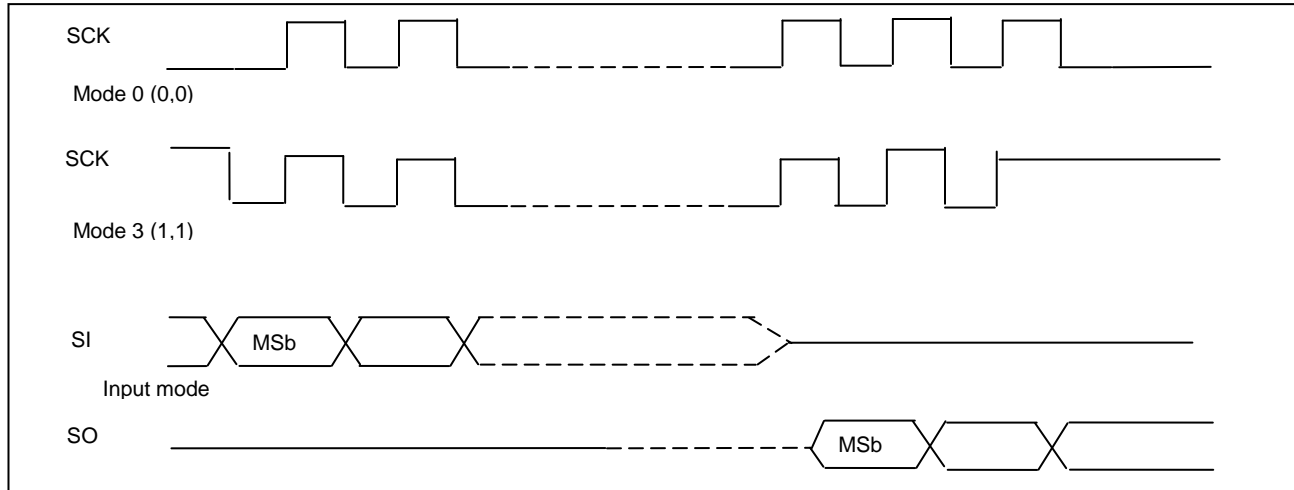 SCK
Mode 0 (0,0)
SCK
Mode 3 (1,1)
SI
MSb
Input mode
SO
MSb